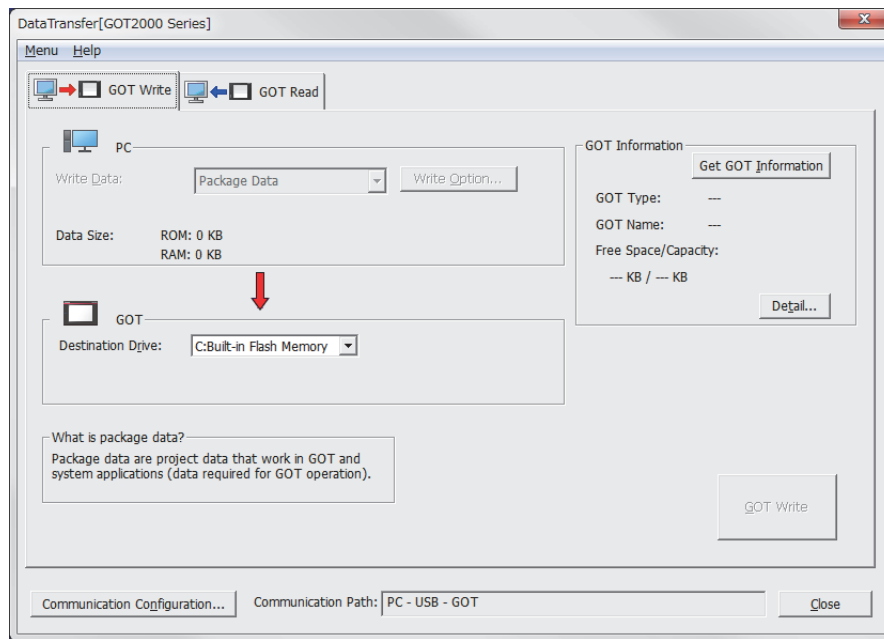 DataTransfer[GOT2000 Series]
x
Menu Help
GOT Write
GOT Read
PC
Write Data:
Package Data
Write Option...
Data Size:
ROM: 0 KB
RAM: 0 KB
GOT
Destination Drive:
C:Built-in Flash Memory
What is package data?
Package data are project data that work in GOT and
system applications (data required for GOT operation).
GOT Information
Get GOT Information
GOT Type: ---
GOT Name: ---
Free Space/Capacity:
--- KB / --- KB
Detail...
GOT Write
Communication Configuration...
Communication Path: PC - USB - GOT
Close